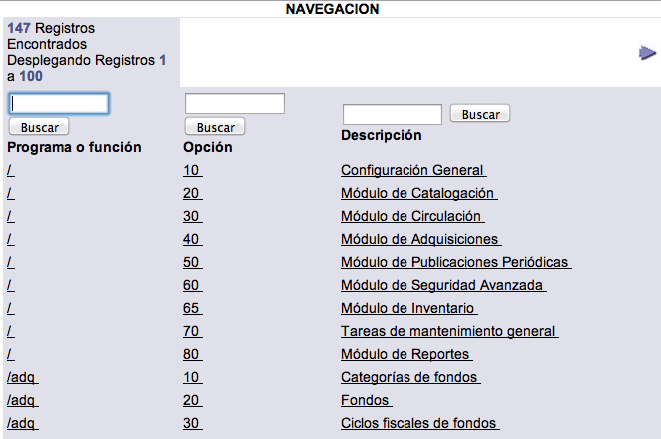 NAVEGACION
147 Registros
Encontrados
Desplegando Registros 1
a 100
Buscar Buscar Buscar
Programa o función Opción Descripción
/ 10 Configuración General
/ 20 Módulo de Catalogación
/ 30 Módulo de Circulación
/ 40 Módulo de Adquisiciones
/ 50 Módulo de Publicaciones Periódicas
/ 60 Módulo de Seguridad Avanzada
/ 65 Módulo de Inventario
/ 70 Tareas de mantenimiento general
/ 80 Módulo de Reportes
/adq 10 Categorías de fondos
/adq 20 Fondos
/adq 30 Ciclos fiscales de fondos